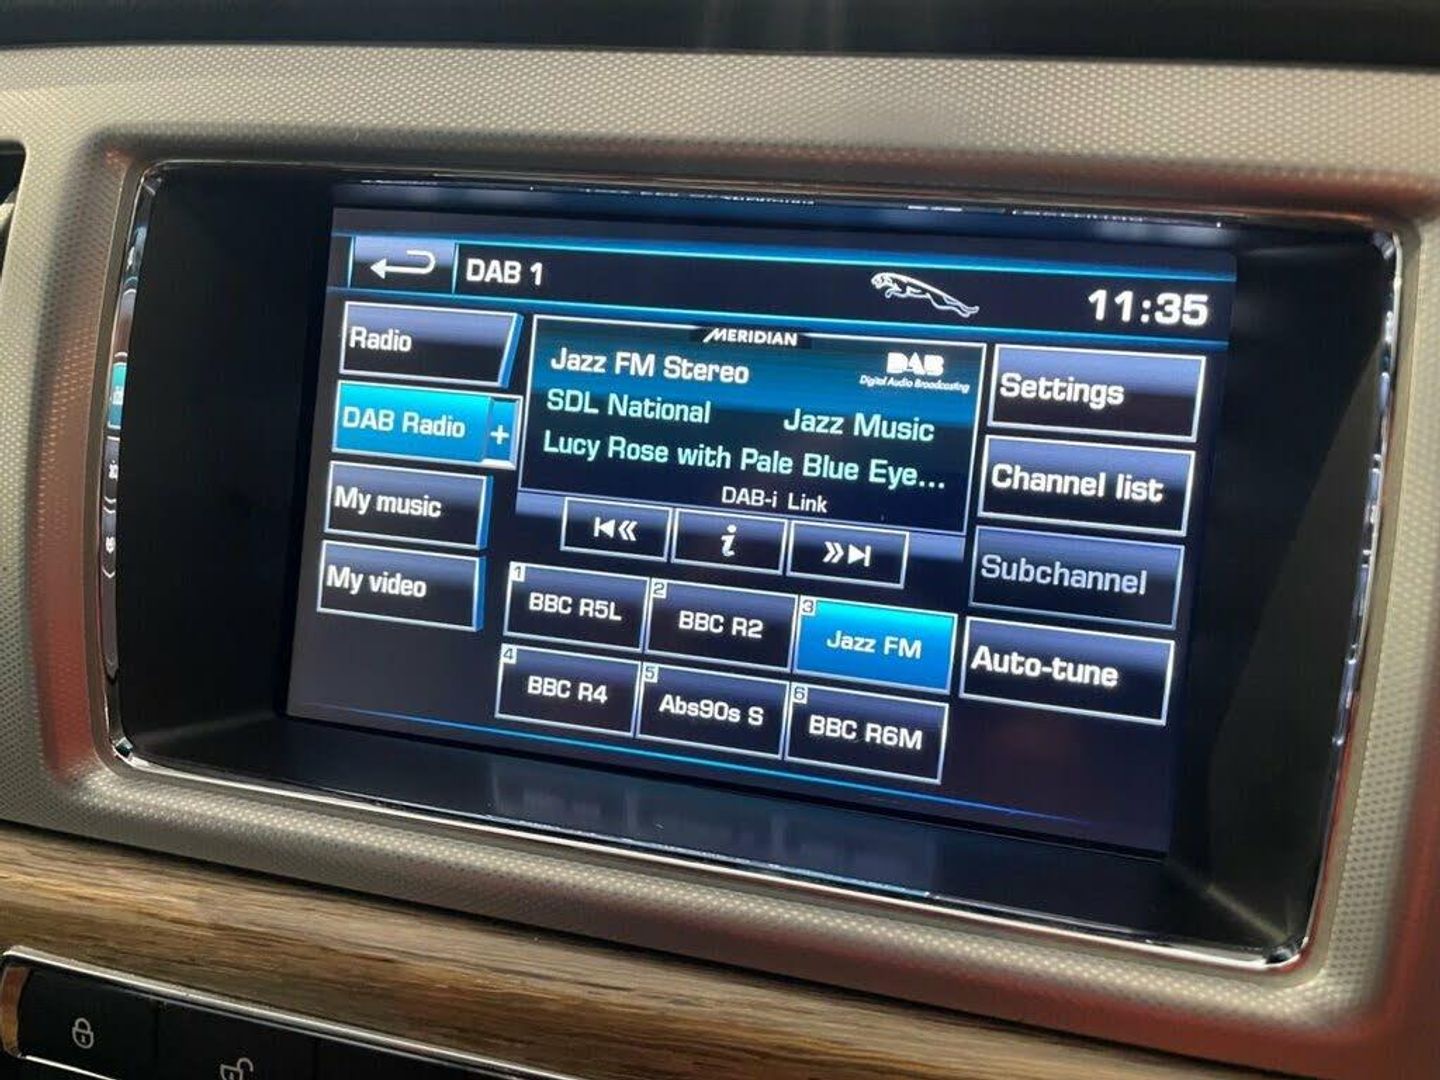 DAB 1
11:35
Radio
DAB Radio +
My music
My video
MERIDIAN
Jazz FM Stereo
DAB
Digital Audio Broadcasting
SDL National Jazz Music
Lucy Rose with Pale Blue Eye...
DAB-i Link
i
Settings
Channel list
Subchannel
Auto-tune
1 BBC R5L
2 BBC R2
3 Jazz FM
4 BBC R4
5 Abs90s S
6 BBC R6M